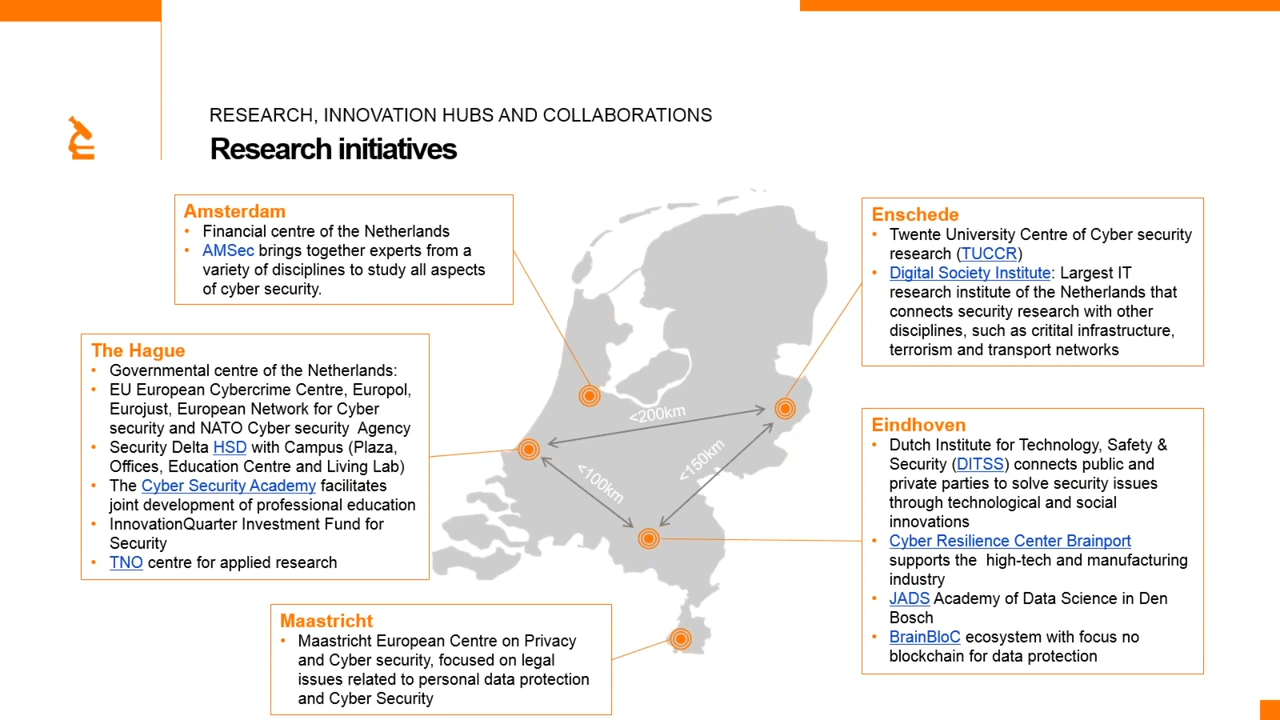 RESEARCH, INNOVATION HUBS AND COLLABORATIONS
Research initiatives
Amsterdam
• Financial centre of the Netherlands
• AMSec brings together experts from a
variety of disciplines to study all aspects
of cyber security.
The Hague
• Governmental centre of the Netherlands:
• EU European Cybercrime Centre, Europol,
Eurojust, European Network for Cyber
security and NATO Cyber security Agency
• Security Delta HSD with Campus (Plaza,
Offices, Education Centre and Living Lab)
• The Cyber Security Academy facilitates
joint development of professional education
• InnovationQuarter Investment Fund for
Security
• TNO centre for applied research
Maastricht
• Maastricht European Centre on Privacy
and Cyber security, focused on legal
issues related to personal data protection
and Cyber Security
<200km
<150km
<100km
Enschede
• Twente University Centre of Cyber security
research (TUCCR)
• Digital Society Institute: Largest IT
research institute of the Netherlands that
connects security research with other
disciplines, such as critital infrastructure,
terrorism and transport networks
Eindhoven
• Dutch Institute for Technology, Safety &
Security (DITSS) connects public and
private parties to solve security issues
through technological and social
innovations
• Cyber Resilience Center Brainport
supports the high-tech and manufacturing
industry
• JADS Academy of Data Science in Den
Bosch
• BrainBloC ecosystem with focus no
blockchain for data protection